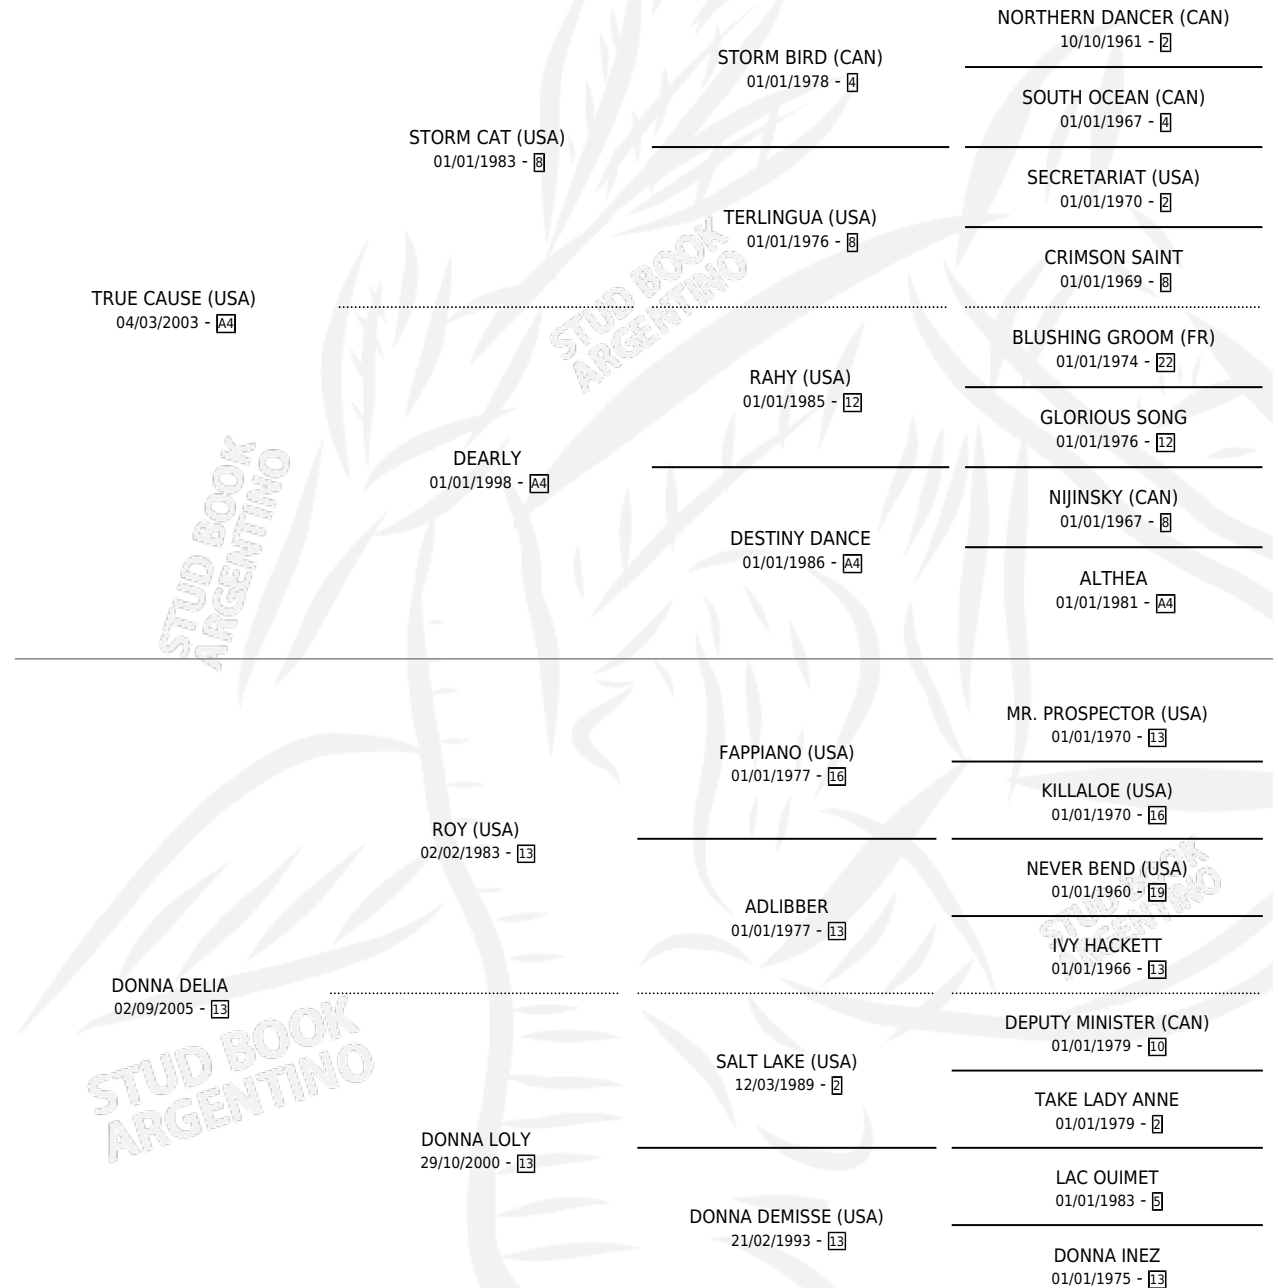 NORTHERN DANCER (CAN)
10/10/1961 - 2
STORM BIRD (CAN)
01/01/1978 - 4
SOUTH OCEAN (CAN)
01/01/1967 - 4
STORM CAT (USA)
01/01/1983 - 8
SECRETARIAT (USA)
01/01/1970 - 2
TERLINGUA (USA)
01/01/1976 - 8
CRIMSON SAINT
01/01/1969 - 8
TRUE CAUSE (USA)
04/03/2003 - A4
BLUSHING GROOM (FR)
01/01/1974 - 22
RAHY (USA)
01/01/1985 - 12
GLORIOUS SONG
01/01/1976 - 12
DEARLY
01/01/1998 - A4
NIJINSKY (CAN)
01/01/1967 - 8
DESTINY DANCE
01/01/1986 - A4
ALTHEA
01/01/1981 - A4
MR. PROSPECTOR (USA)
01/01/1970 - 13
FAPPIANO (USA)
01/01/1977 - 16
KILLALOE (USA)
01/01/1970 - 16
ROY (USA)
02/02/1983 - 13
NEVER BEND (USA)
01/01/1960 - 19
ADLIBBER
01/01/1977 - 13
IVY HACKETT
01/01/1966 - 13
DONNA DELIA
02/09/2005 - 13
DEPUTY MINISTER (CAN)
01/01/1979 - 10
SALT LAKE (USA)
12/03/1989 - 2
TAKE LADY ANNE
01/01/1979 - 2
DONNA LOLY
29/10/2000 - 13
LAC OUIMET
01/01/1983 - 5
DONNA DEMISSE (USA)
21/02/1993 - 13
DONNA INEZ
01/01/1975 - 13
STUD BOOK
ARGENTINO
STUD BOOK
ARGENTINO
STUD BOOK
ARGENTINO
STUD BOOK
ARGENTINO